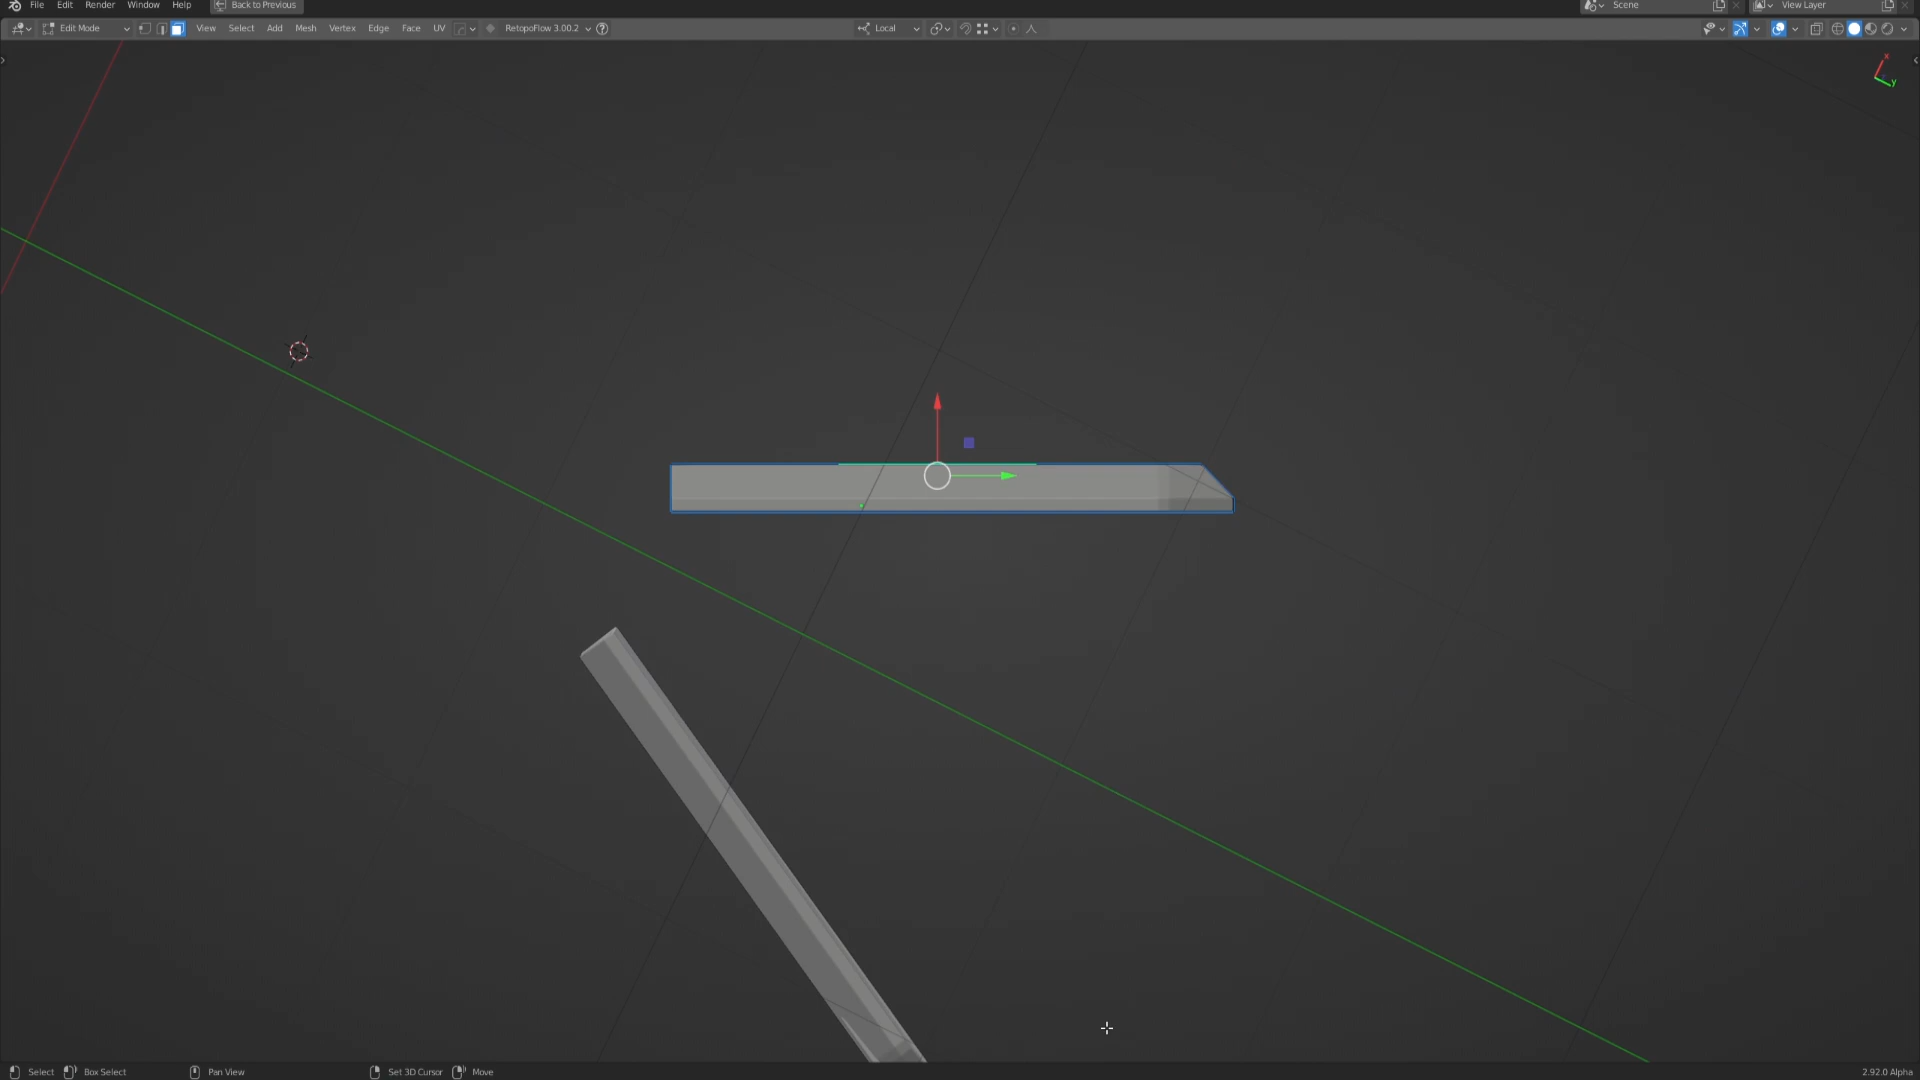 File Edit Render Window Help Back to Previous Scene View Layer
Edit Mode View Select Add Mesh Vertex Edge Face UV RetopoFlow 3.00.2 Local
x
y
Select Box Select Pan View Set 3D Cursor Move 2.92.0 Alpha